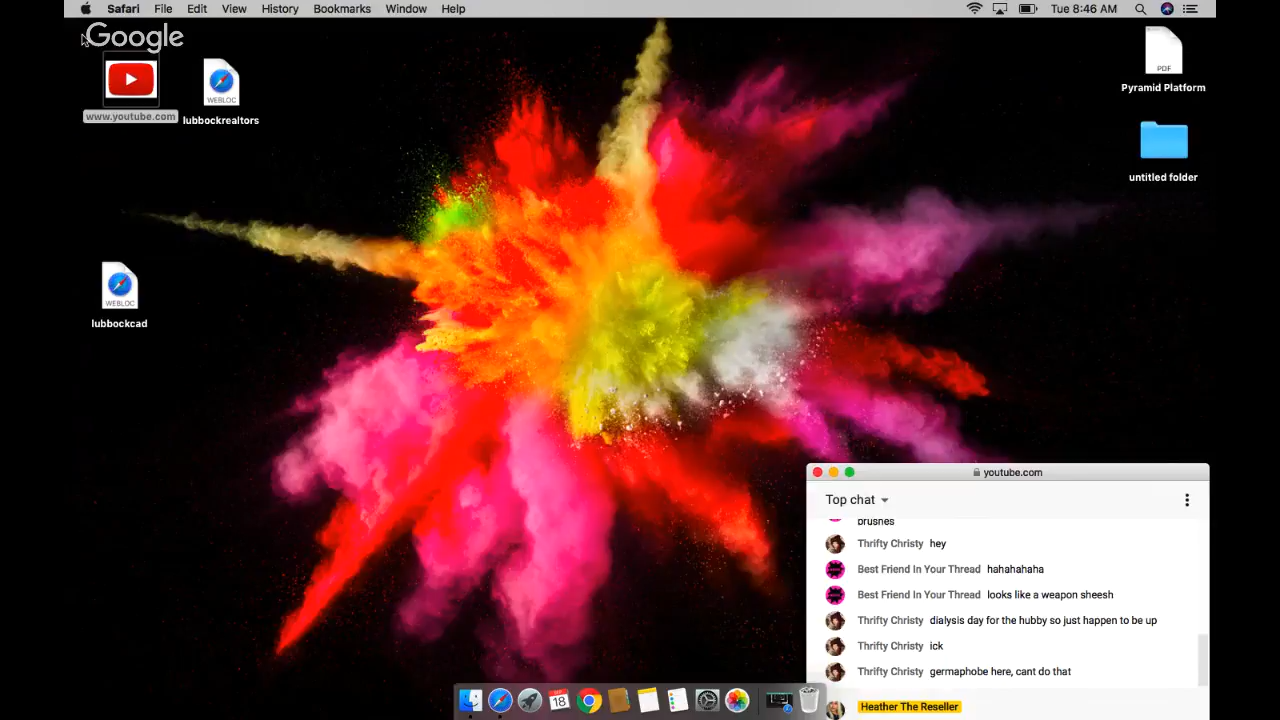 Safari File Edit View History Bookmarks Window Help Tue 8:46 AM
Google
www.youtube.com
WEBLOC
lubbockrealtors
PDF
Pyramid Platform
untitled folder
WEBLOC
lubbockcad
youtube.com
Top chat
brushes
Thrifty Christy hey
Best Friend In Your Thread hahahahaha
Best Friend In Your Thread looks like a weapon sheesh
Thrifty Christy dialysis day for the hubby so just happen to be up
Thrifty Christy ick
Thrifty Christy germaphobe here, cant do that
Heather The Reseller
18